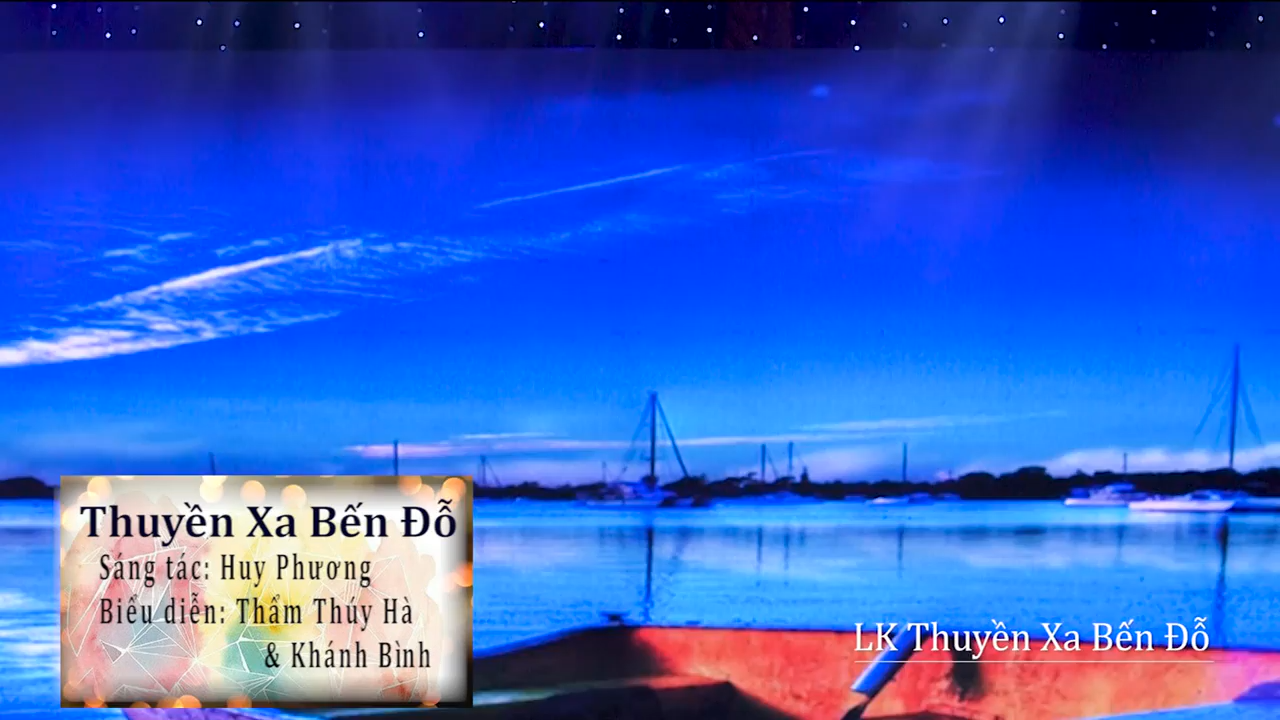 Thuyền Xa Bến Đỗ
Sáng tác: Huy Phương
Biểu diễn: Thẩm Thúy Hà
& Khánh Bình
LK Thuyền Xa Bến Đỗ